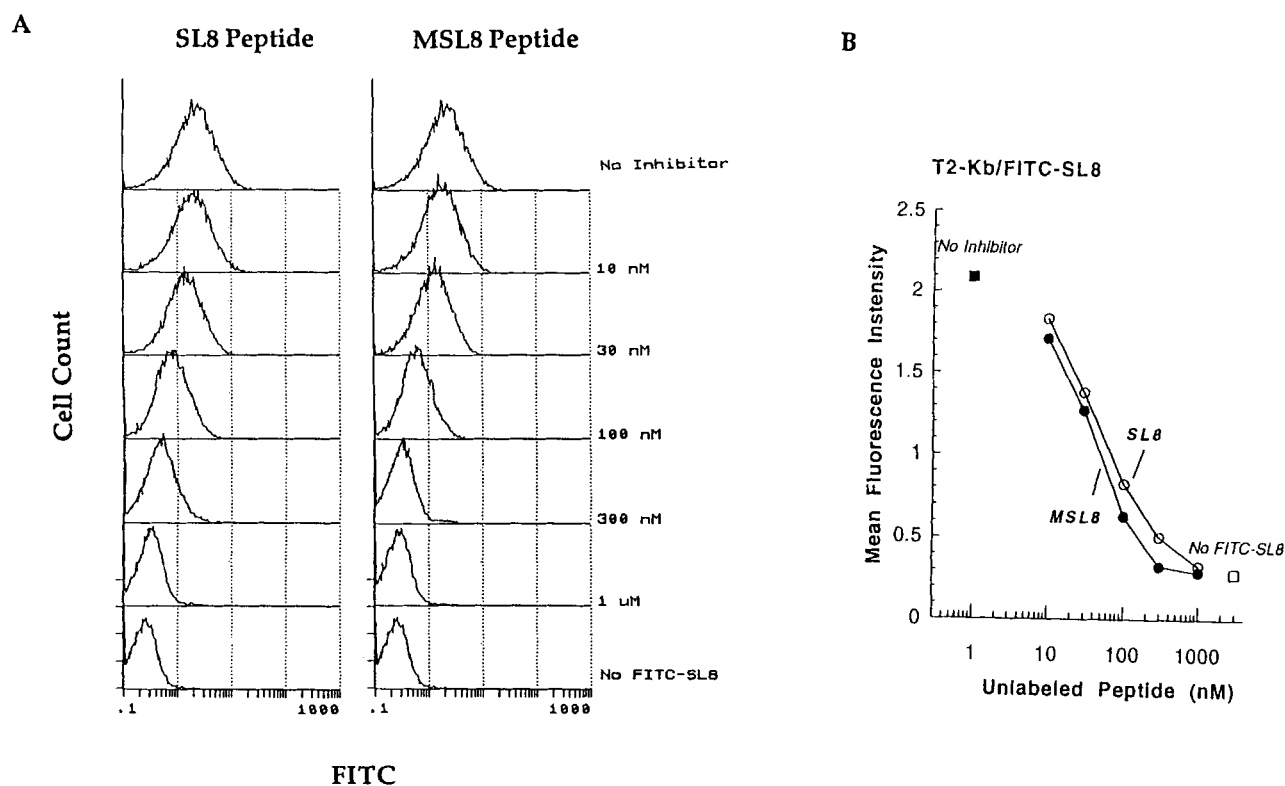 A
SL8 Peptide
MSL8 Peptide
No Inhibitor
10 nM
30 nM
100 nM
300 nM
1 uM
No FITC-SL8
Cell Count
.1
1000
.1
1000
FITC
B
T2-Kb/FITC-SL8
2.5
2
1.5
1
0.5
0
Mean Fluorescence Instensity
No Inhibitor
SL8
MSL8
No FITC-SL8
1
10
100
1000
Unlabeled Peptide (nM)